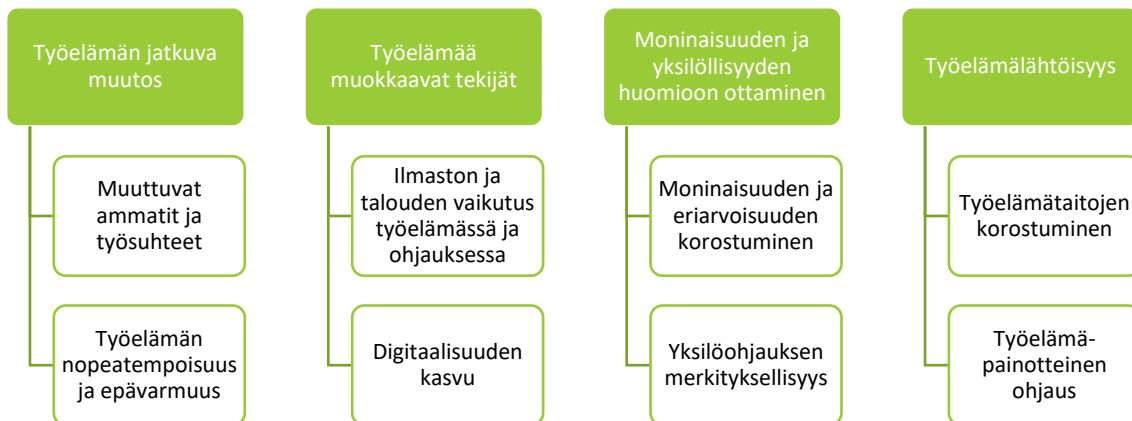 Työelämän jatkuva
muutos
Muuttuvat
ammatit ja
työsuhteet
Työelämän
nopeatempoisuus
ja epävarmuus
Työelämää
muokkaavat tekijät
Ilmaston ja
talouden vaikutus
työelämässä ja
ohjauksessa
Digitaalisuuden
kasvu
Moninaisuuden ja
yksilöllisyyden
huomioon ottaminen
Moninaisuuden ja
eriarvoisuuden
korostuminen
Yksilöohjauksen
merkityksellisyys
Työelämälähtöisyys
Työelämätaitojen
korostuminen
Työelämä-
painotteinen
ohjaus